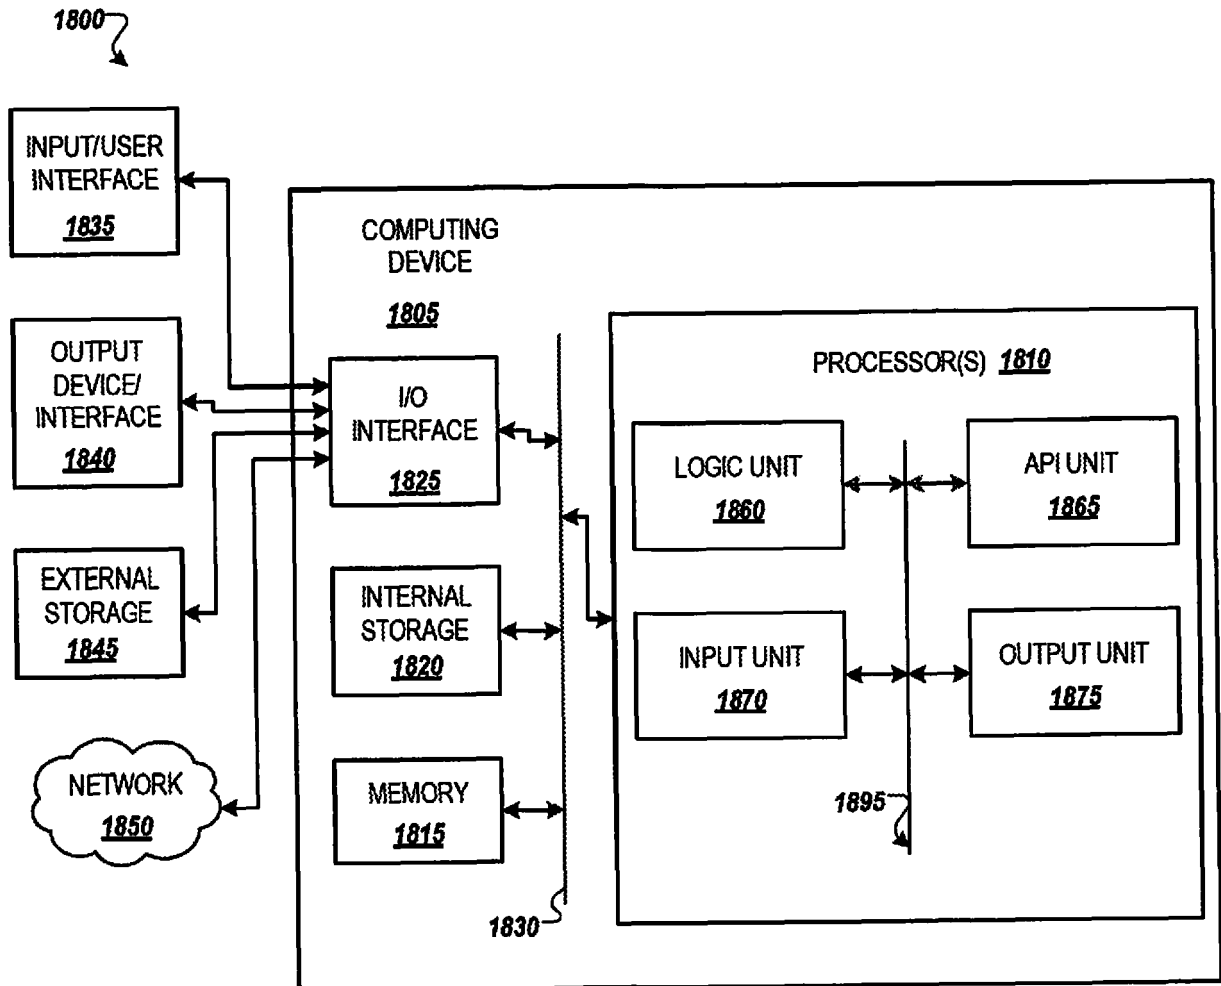 1800
INPUT/USER
INTERFACE
1835
COMPUTING
DEVICE
1805
OUTPUT
DEVICE/
INTERFACE
1840
I/O
INTERFACE
1825
PROCESSOR(S) 1810
LOGIC UNIT
1860
API UNIT
1865
EXTERNAL
STORAGE
1845
INTERNAL
STORAGE
1820
INPUT UNIT
1870
OUTPUT UNIT
1875
NETWORK
1850
MEMORY
1815
1895
1830